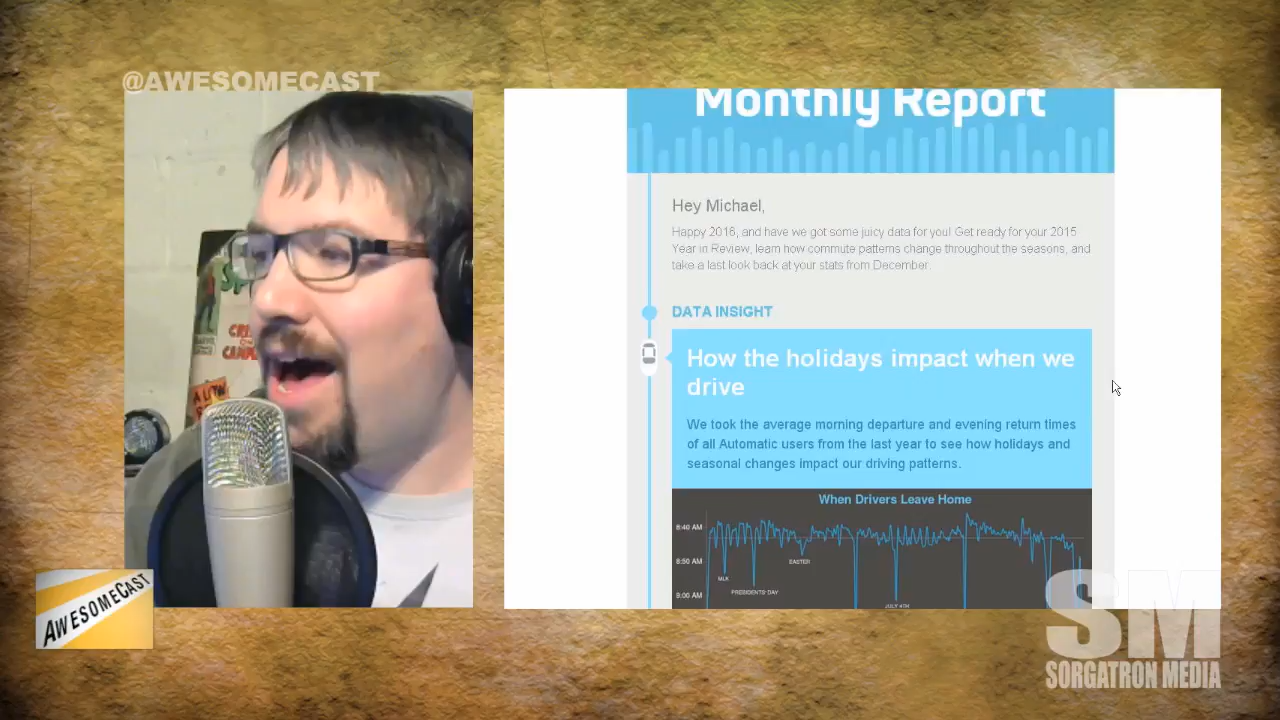 @AWESOMECAST
Monthly Report
Hey Michael,
Happy 2016, and have we got some juicy data for you! Get ready for your 2015
Year in Review, learn how commute patterns change throughout the seasons, and
take a last look back at your stats from December.
DATA INSIGHT
How the holidays impact when we
drive
We took the average morning departure and evening return times
of all Automatic users from the last year to see how holidays and
seasonal changes impact our driving patterns.
When Drivers Leave Home
8:40 AM
8:50 AM
EASTER
MLK
PRESIDENTS' DAY
9:00 AM
JULY 4TH
AWESOMECAST
SM
SORGATRON MEDIA